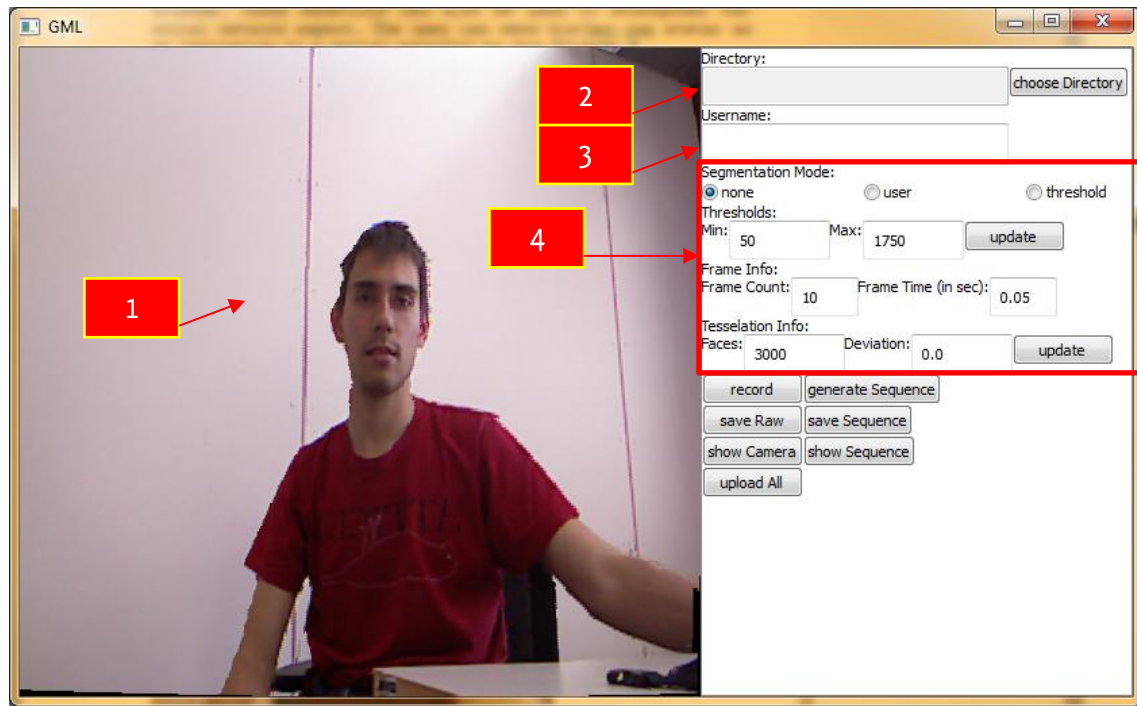 GML
1
2
3
4
Directory:
choose Directory
Username:
Segmentation Mode:
none user threshold
Thresholds:
Min: 50 Max: 1750 update
Frame Info:
Frame Count: 10 Frame Time (in sec): 0.05
Tesselation Info:
Faces: 3000 Deviation: 0.0 update
record generate Sequence
save Raw save Sequence
show Camera show Sequence
upload All